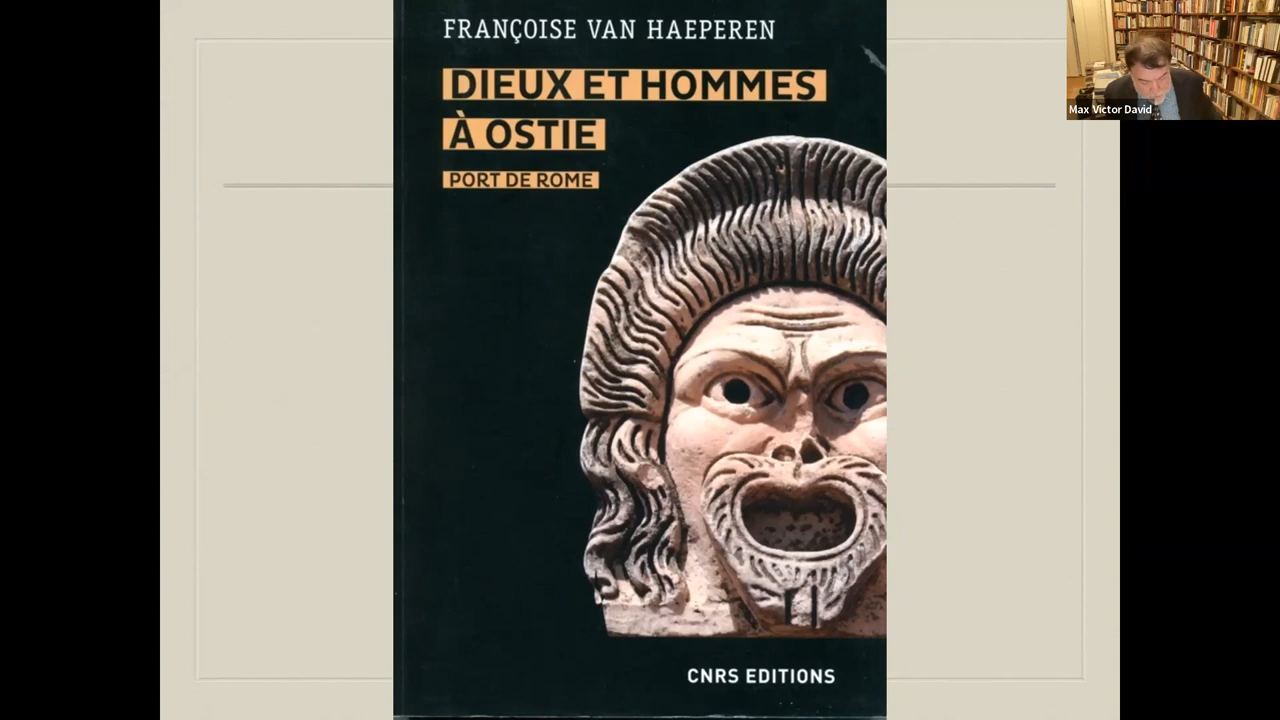 FRANÇOISE VAN HAEPEREN
DIEUX ET HOMMES
À OSTIE
PORT DE ROME
CNRS EDITIONS
Max Victor David